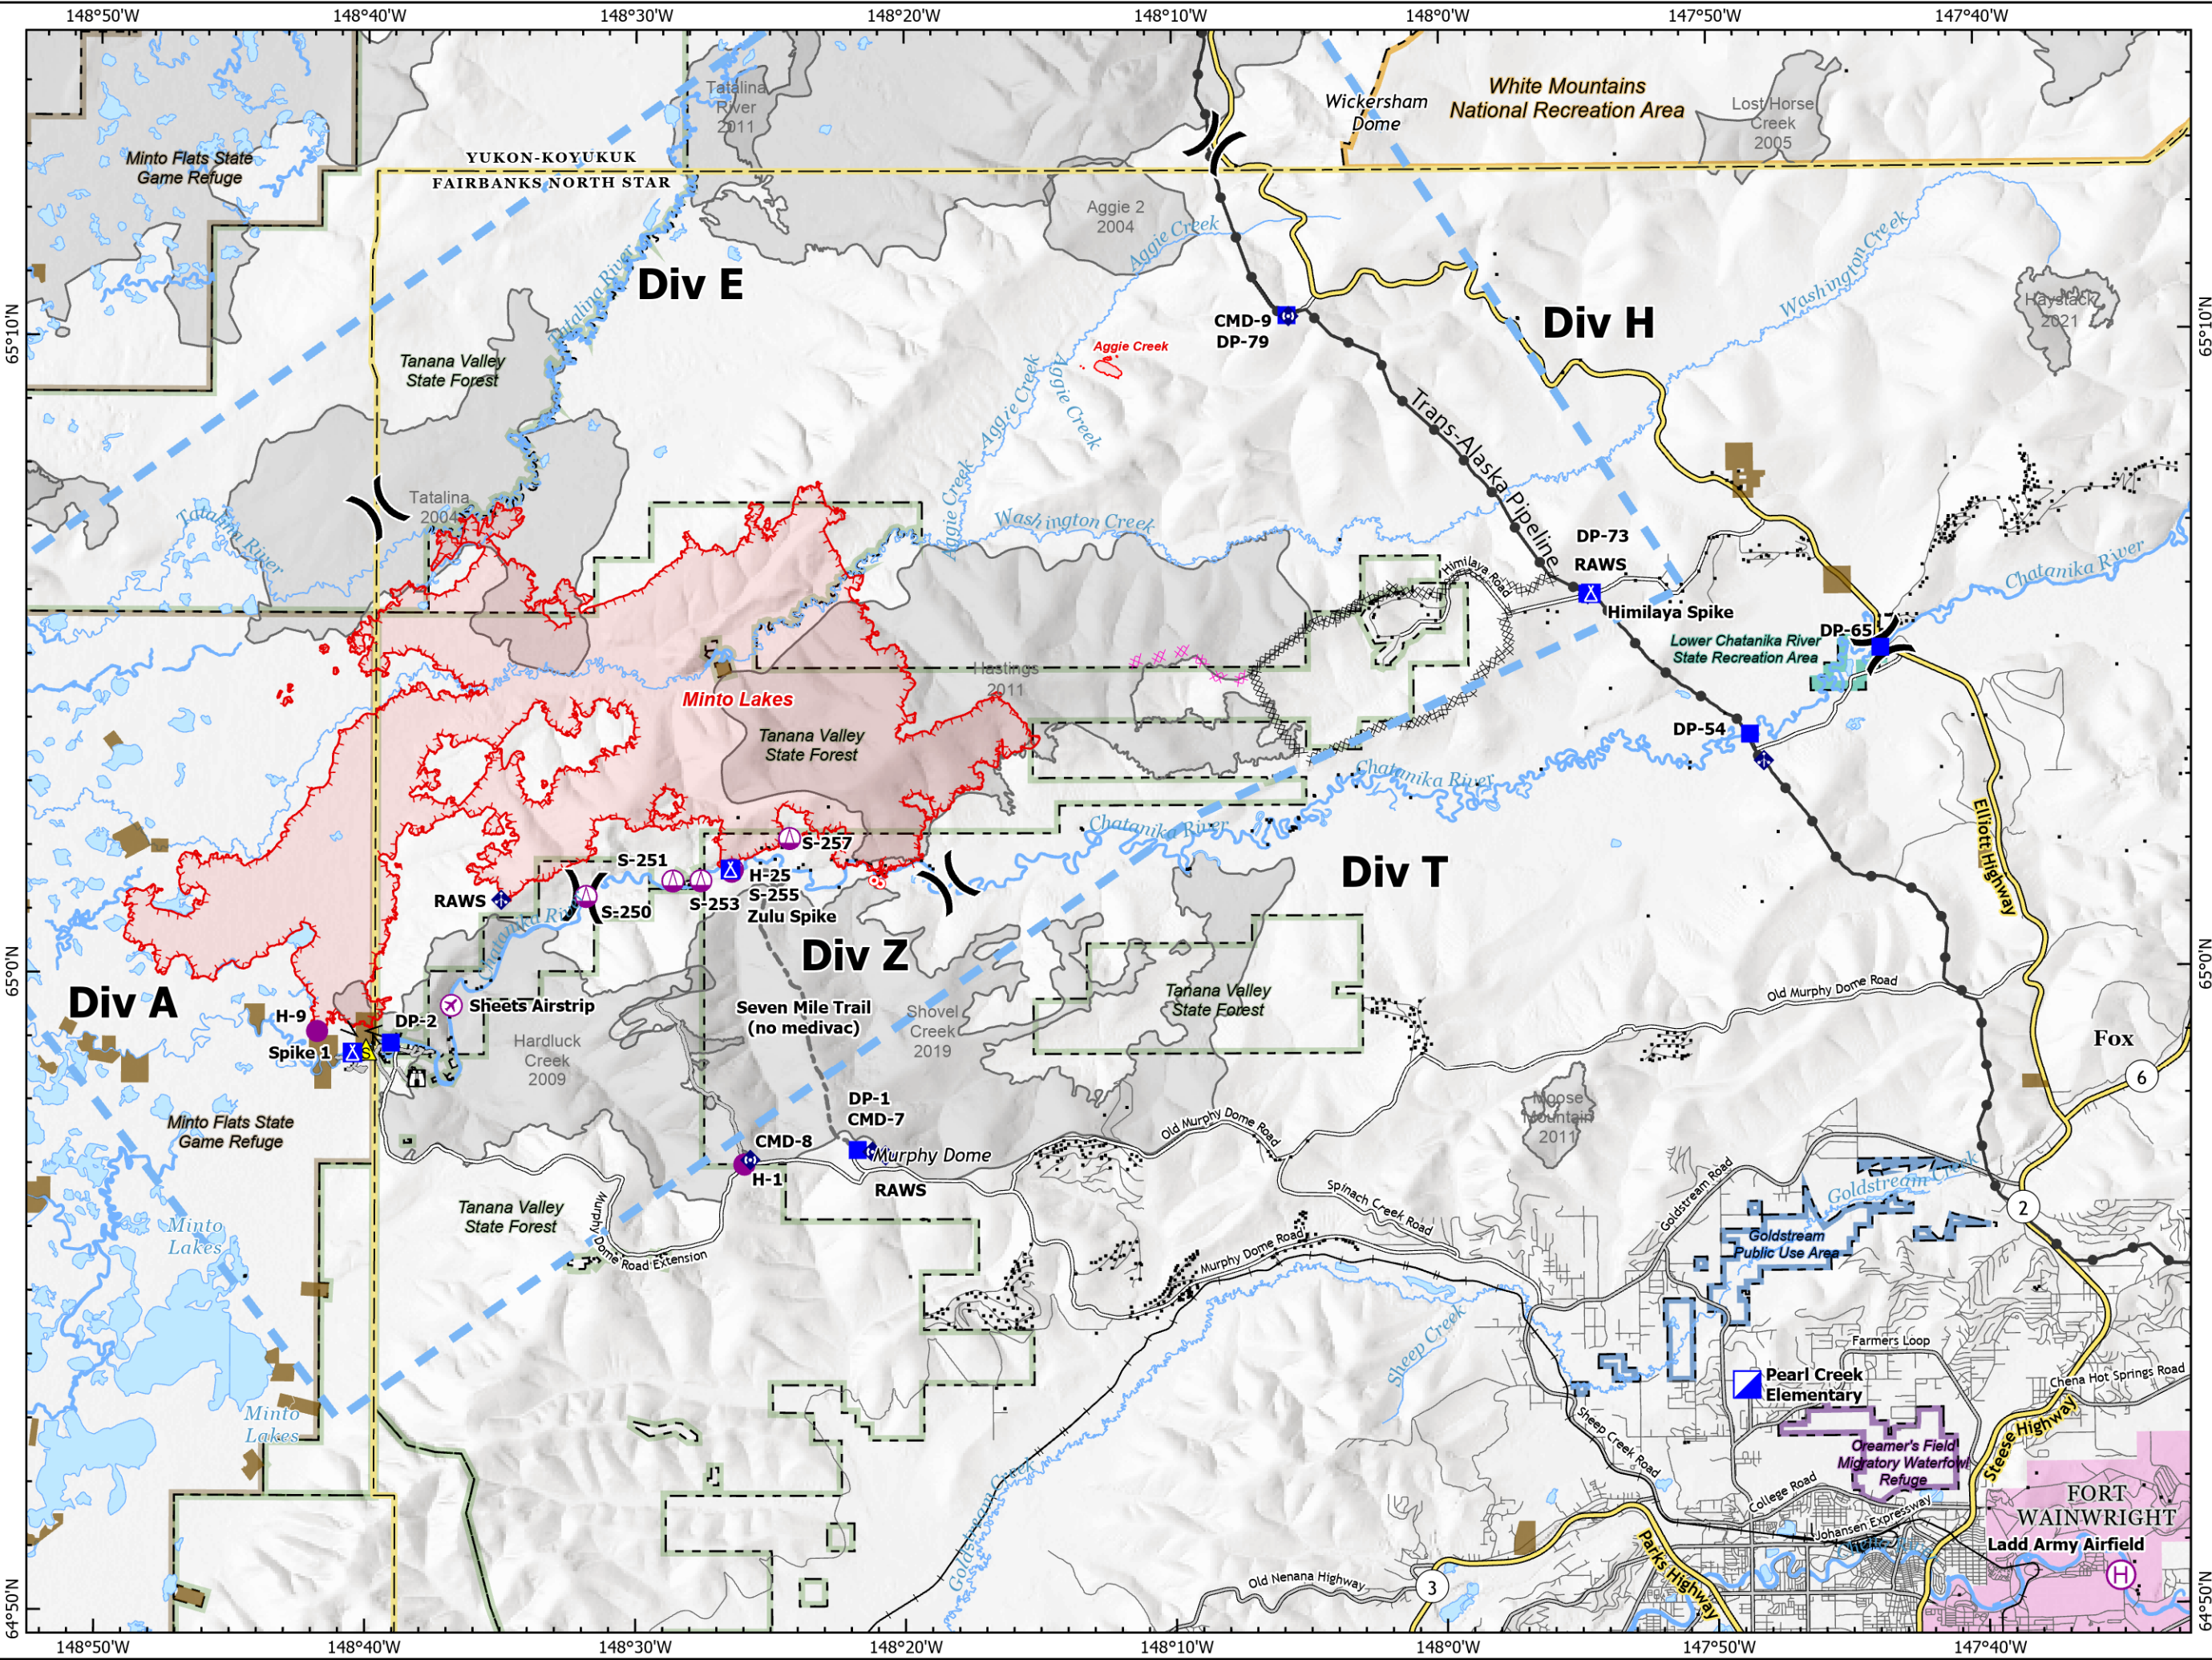 148°50'W 148°40'W 148°30'W 148°20'W 148°10'W 148°0'W 147°50'W 147°40'W
Tatalina
River
2011
Wickersham
Dome
White Mountains
National Recreation Area
Lost Horse
Creek
2005
Minto Flats State
Game Refuge
YUKON-KOYUKUK
FAIRBANKS NORTH STAR
Aggie 2
2004
Aggie Creek
Washington Creek
Tatalina River
Div E
Div H
Haystack
2021
65°10'N
65°10'N
CMD-9
DP-79
Aggie Creek
Tanana Valley
State Forest
Aggie Creek
Aggie Creek
Trans-Alaska Pipeline
Tatalina
2004
Tatalina River
Aggie Creek
Washington Creek
DP-73
RAWS
Himilaya Road
Himilaya Spike
Chatanika River
DP-65
Lower Chatanika River
State Recreation Area
Hastings
2011
Minto Lakes
Tanana Valley
State Forest
DP-54
Chatanika River
Chatanika River
Elliott Highway
S-257
S-251
H-25
S-255
S-253
S-250
RAWS
Zulu Spike
Chatanika River
Div T
Div Z
65°0'N
65°0'N
Div A
Sheets Airstrip
Seven Mile Trail
(no medivac)
Shovel
Creek
2019
Tanana Valley
State Forest
Old Murphy Dome Road
H-9
DP-2
Spike 1
Hardluck
Creek
2009
Fox
6
Minto Flats State
Game Refuge
DP-1
CMD-7
Moose
Mountain
2011
CMD-8
Murphy Dome
H-1
RAWS
Old Murphy Dome Road
Goldstream Creek
Tanana Valley
State Forest
Murphy Dome Road Extension
Spinach Creek Road
Goldstream Road
2
Minto
Lakes
Murphy Dome Road
Goldstream
Public Use Area
Sheep Creek
Farmers Loop
Pearl Creek
Elementary
Chena Hot Springs Road
Minto
Lakes
Sheep Creek Road
Creamer's Field
Migratory Waterfowl
Refuge
Steese Highway
Goldstream Creek
College Road
Johansen Expressway
FORT
WAINWRIGHT
Ladd Army Airfield
Chena River
H
Parks Highway
Old Nenana Highway
3
64°50'N
64°50'N
148°50'W 148°40'W 148°30'W 148°20'W 148°10'W 148°0'W 147°50'W 147°40'W